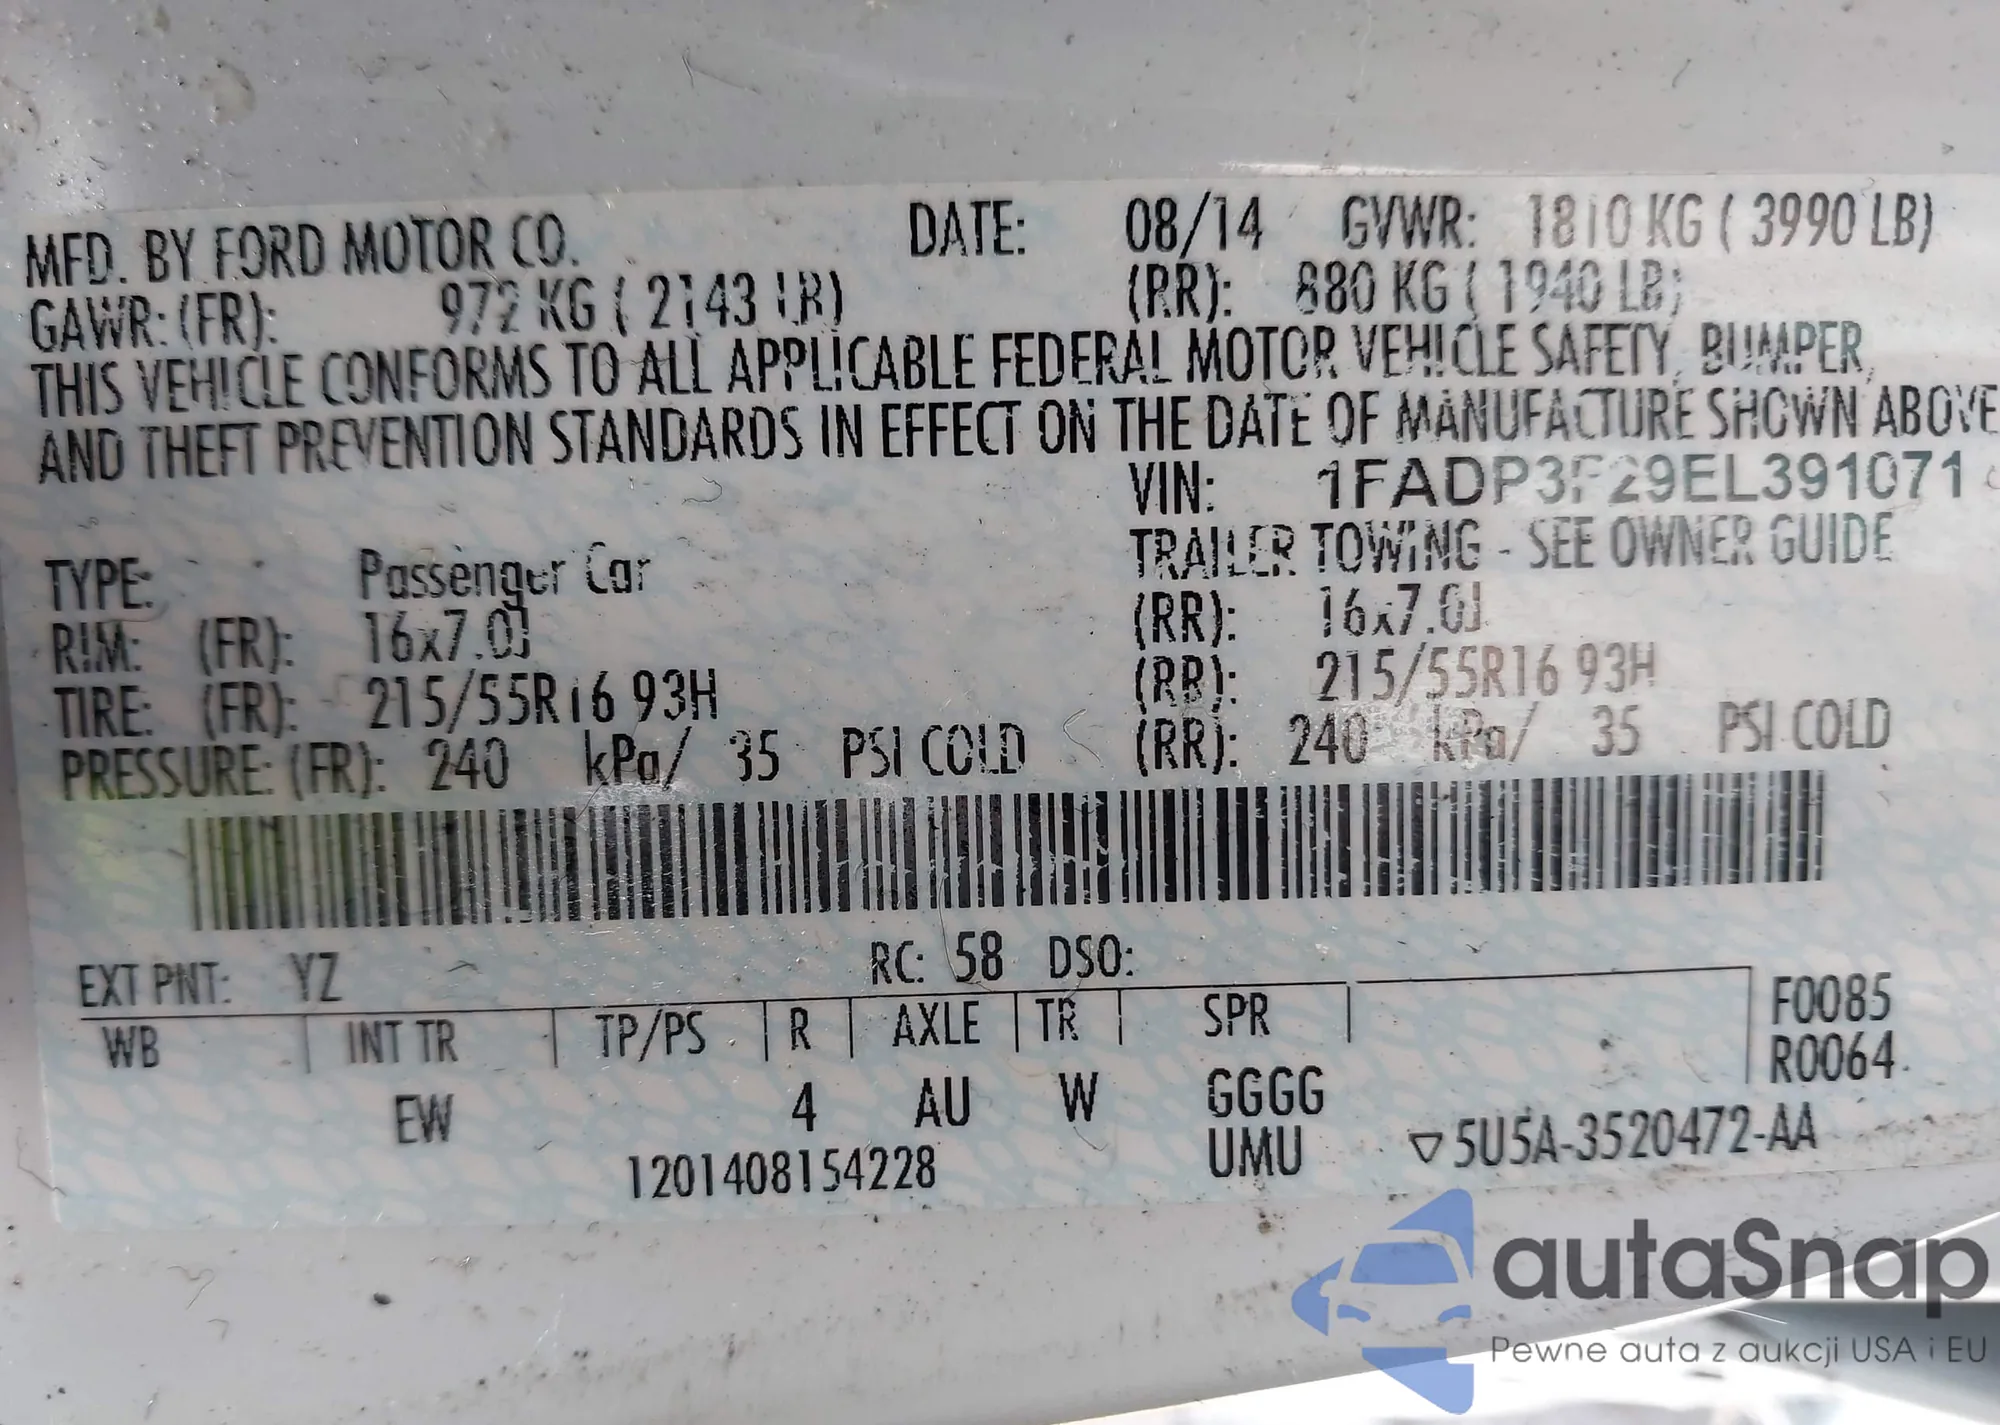 MFD. BY FORD MOTOR CO. DATE: 08/14 GVWR: 1810 KG ( 3990 LB)
GAWR: (FR): 972 KG ( 2143 LB) (RR): 880 KG ( 1940 LB)
THIS VEHICLE CONFORMS TO ALL APPLICABLE FEDERAL MOTOR VEHICLE SAFETY, BUMPER,
AND THEFT PREVENTION STANDARDS IN EFFECT ON THE DATE OF MANUFACTURE SHOWN ABOVE
VIN: 1FADP3F29EL391071
TYPE: Passenger Car TRAILER TOWING - SEE OWNER GUIDE
RIM: (FR): 16x7.0J (RR): 16x7.0J
TIRE: (FR): 215/55R16 93H (RR): 215/55R16 93H
PRESSURE: (FR): 240 kPa/ 35 PSI COLD (RR): 240 kPa/ 35 PSI COLD
EXT PNT: YZ RC: 58 DSO:
WB INT TR TP/PS R AXLE TR SPR F0085
R0064
EW 4 AU W GGGG
UMU ▽5U5A-3520472-AA
1201408154228
autaSnap
Pewne auta z aukcji USA i EU